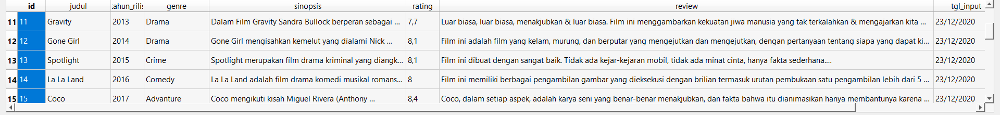 id judul tahun_rilis genre sinopsis rating review tgl_input
11 11 Gravity 2013 Drama Dalam Film Gravity Sandra Bullock berperan sebagai ... 7,7 Luar biasa, luar biasa, menakjubkan & luar biasa. Film ini menggambarkan kekuatan jiwa manusia yang tak terkalahkan & mengajarkan kita ... 23/12/2020
12 12 Gone Girl 2014 Drama Gone Girl mengisahkan kemelut yang dialami Nick ... 8,1 Film ini adalah film yang kelam, murung, dan berputar yang mengejutkan dan mengejutkan, dengan pertanyaan tentang siapa yang dapat ki... 23/12/2020
13 13 Spotlight 2015 Crime Spotlight merupakan film drama kriminal yang diangk... 8,1 Film ini dibuat dengan sangat baik. Tidak ada kejar-kejaran mobil, tidak ada minat cinta, hanya fakta sederhana.... 23/12/2020
14 14 La La Land 2016 Comedy La La Land adalah film drama komedi musikal romans... 8 Film ini memiliki berbagai pengambilan gambar yang dieksekusi dengan brilian termasuk urutan pembukaan satu pengambilan lebih dari 5 ... 23/12/2020
15 15 Coco 2017 Advanture Coco mengikuti kisah Miguel Rivera (Anthony ... 8,4 Coco, dalam setiap aspek, adalah karya seni yang benar-benar menakjubkan, dan fakta bahwa itu dianimasikan hanya membantunya karena ... 23/12/2020